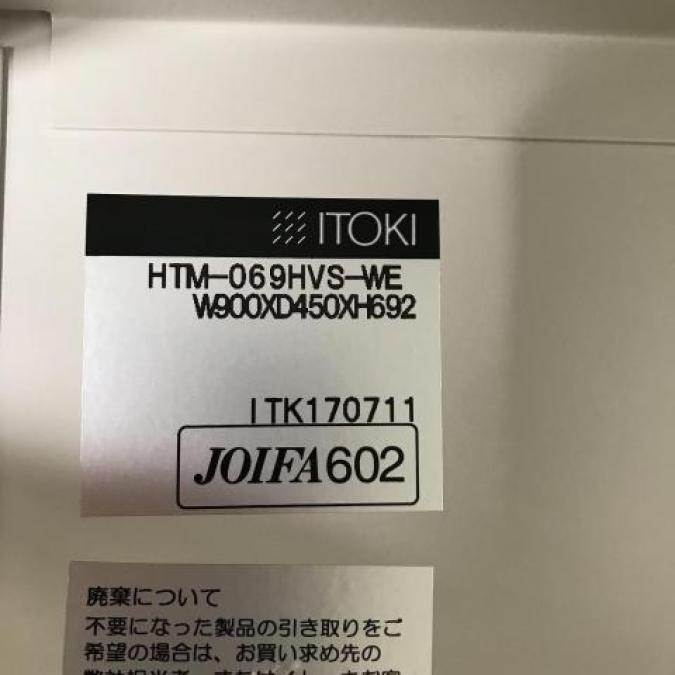 ITOKI
HTM-069HVS-WE
W900XD450XH692
ITK170711
JOIFA602
廃棄について
不要になった製品の引き取りをご
希望の場合は、お買い求め先の